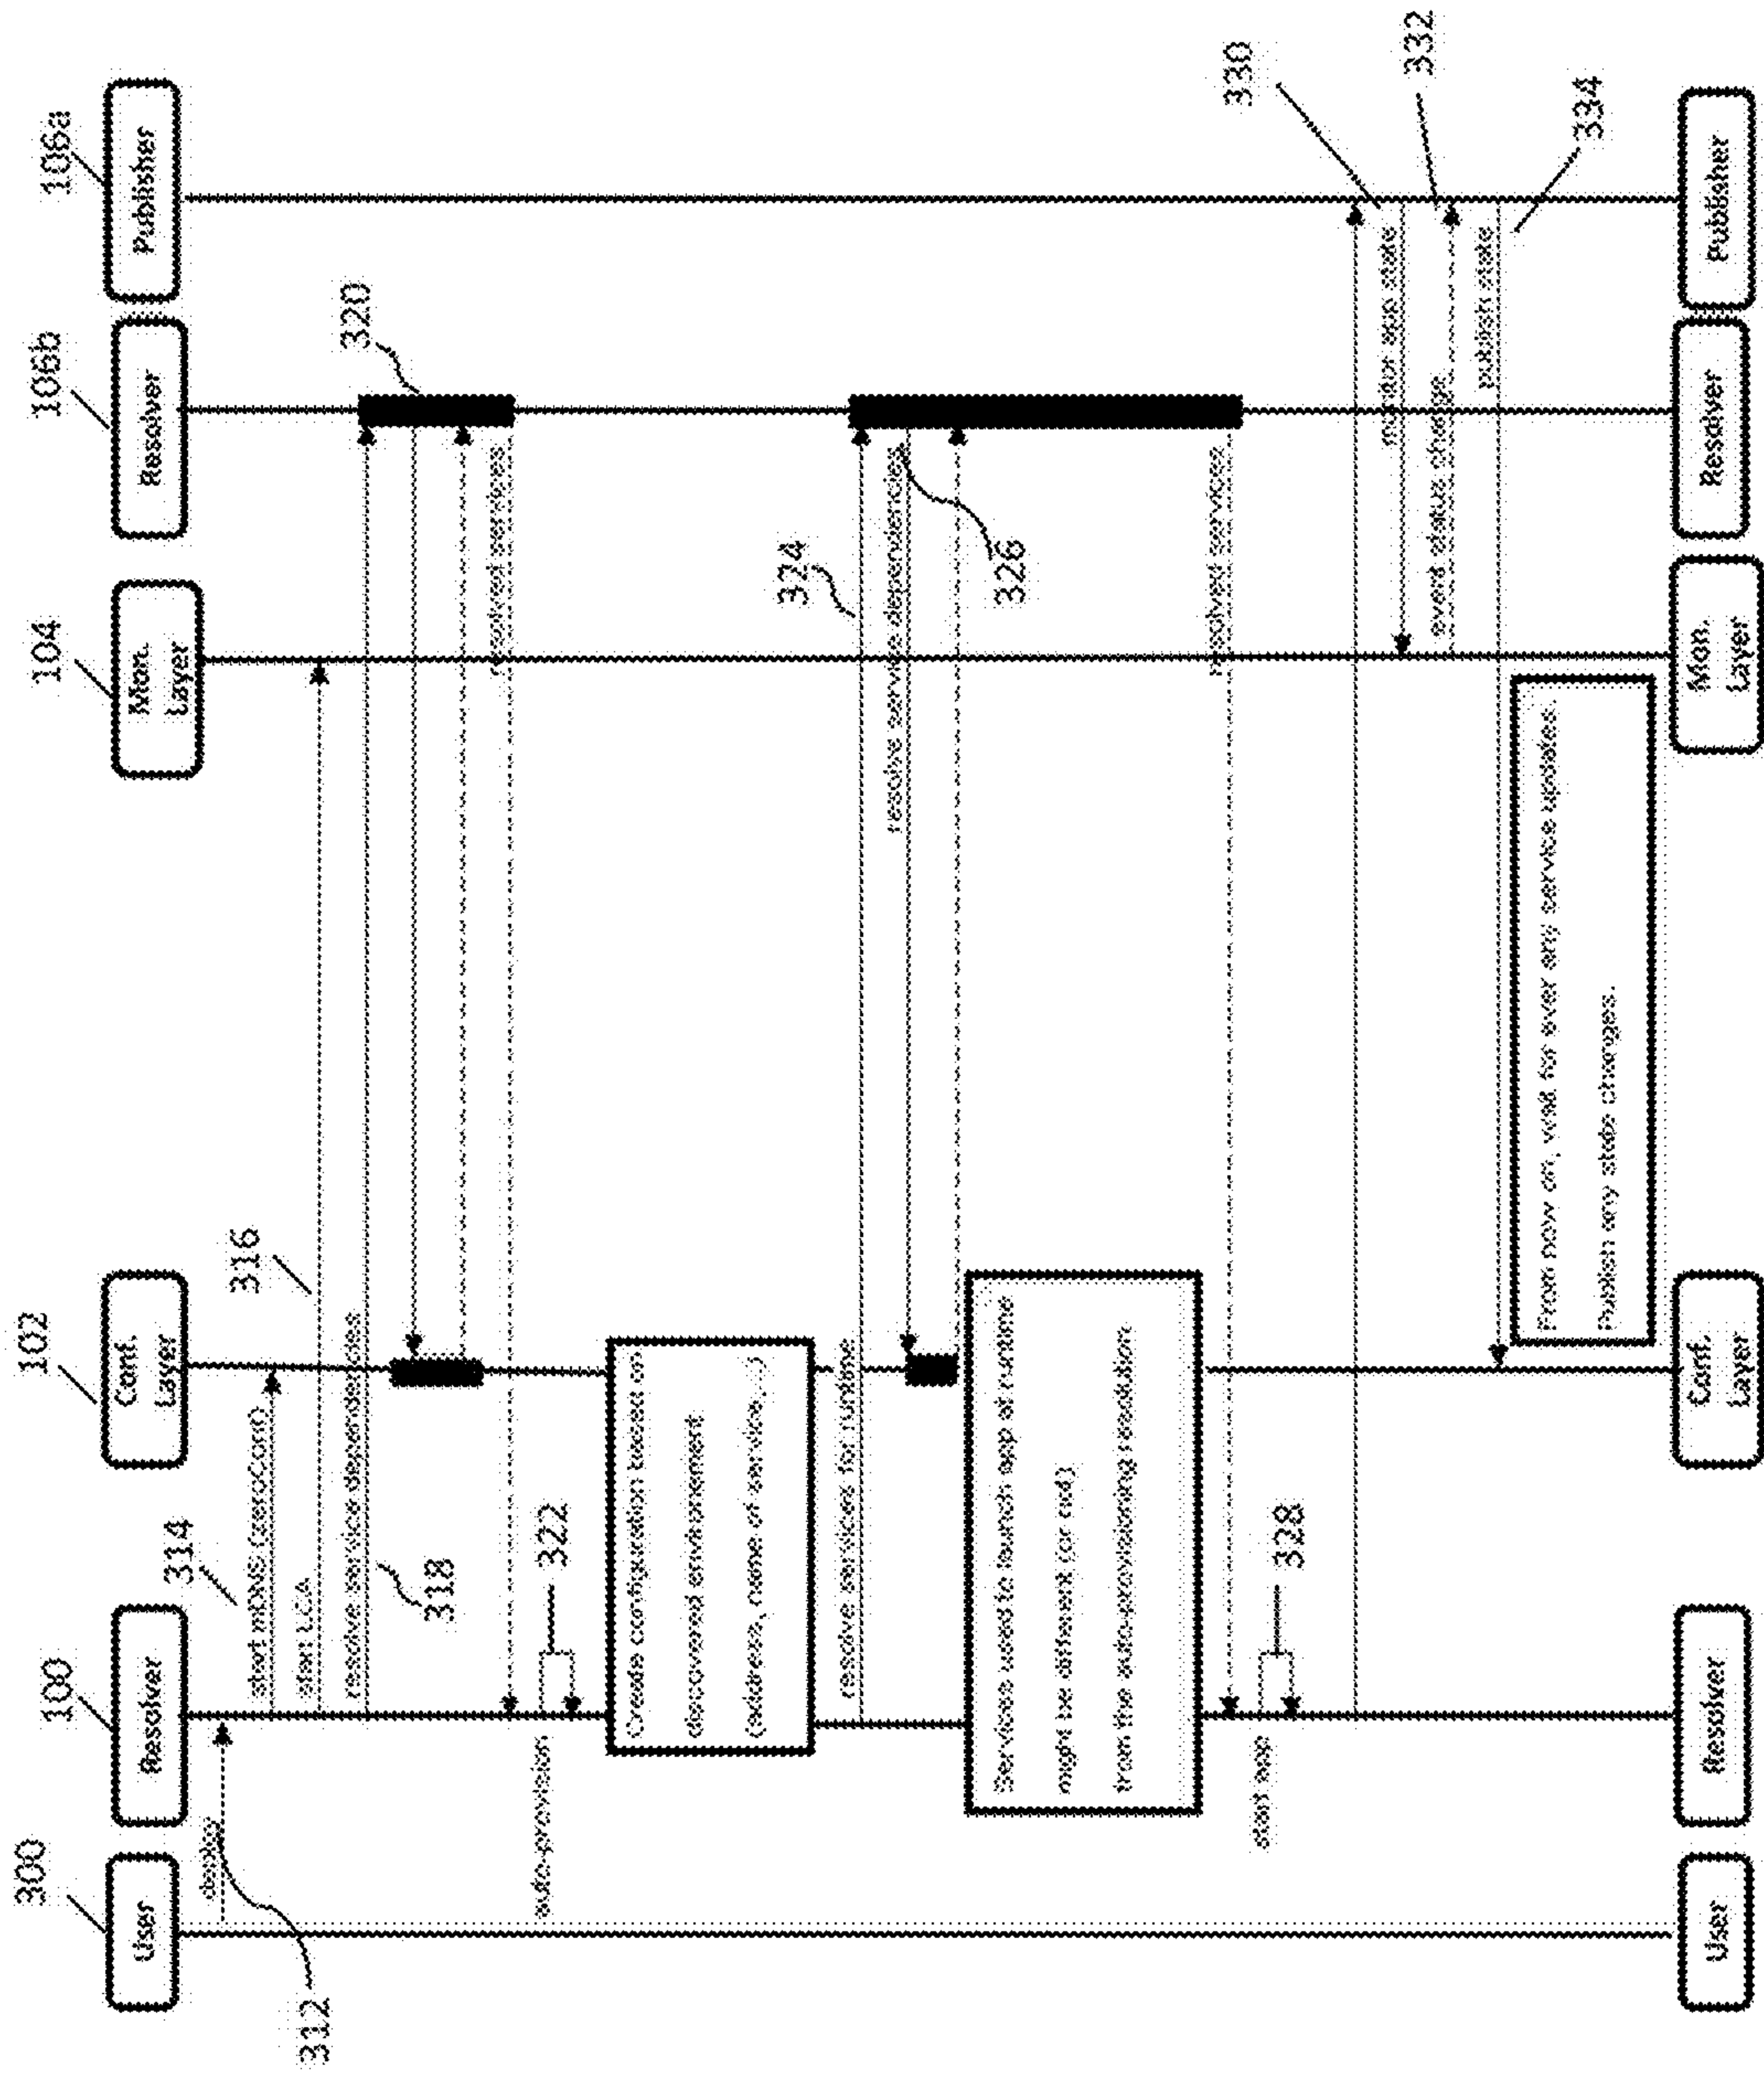 300
User
100
Resolver
102
Conf.
Layer
104
Mon.
Layer
106b
Resolver
106a
Publisher
deploy
312
314
start mDNS (zeroConf)
316
start LCA
resolve service dependencies
318
320
resolved services
auto-provision
322
Create configuration based on
discovered environment
(address, name of service,...)
resolve services for runtime
324
resolve service dependencies
326
Services used to launch app at runtime
might be different (or not)
from the auto-provisioning resolution
resolved services
start app
328
330
monitor app state
332
event status change
publish state
334
From now on, wait for ever any service updates.
Publish any state changes.
User
Resolver
Conf.
Layer
Mon.
Layer
Resolver
Publisher